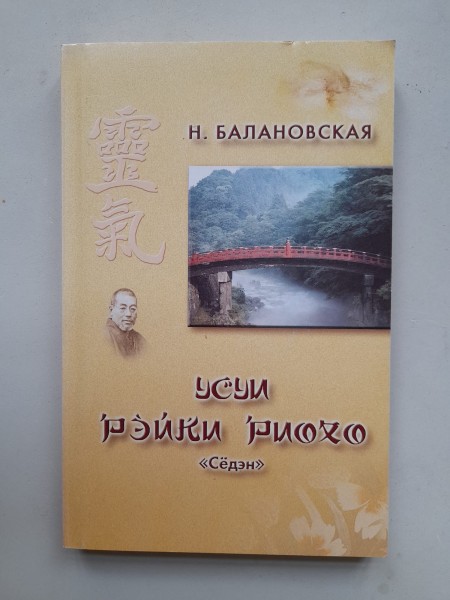 靈
氣
Н. БАЛАНОВСКАЯ
УСУИ
РЭЙКИ РИОХО
«Сёдэн»